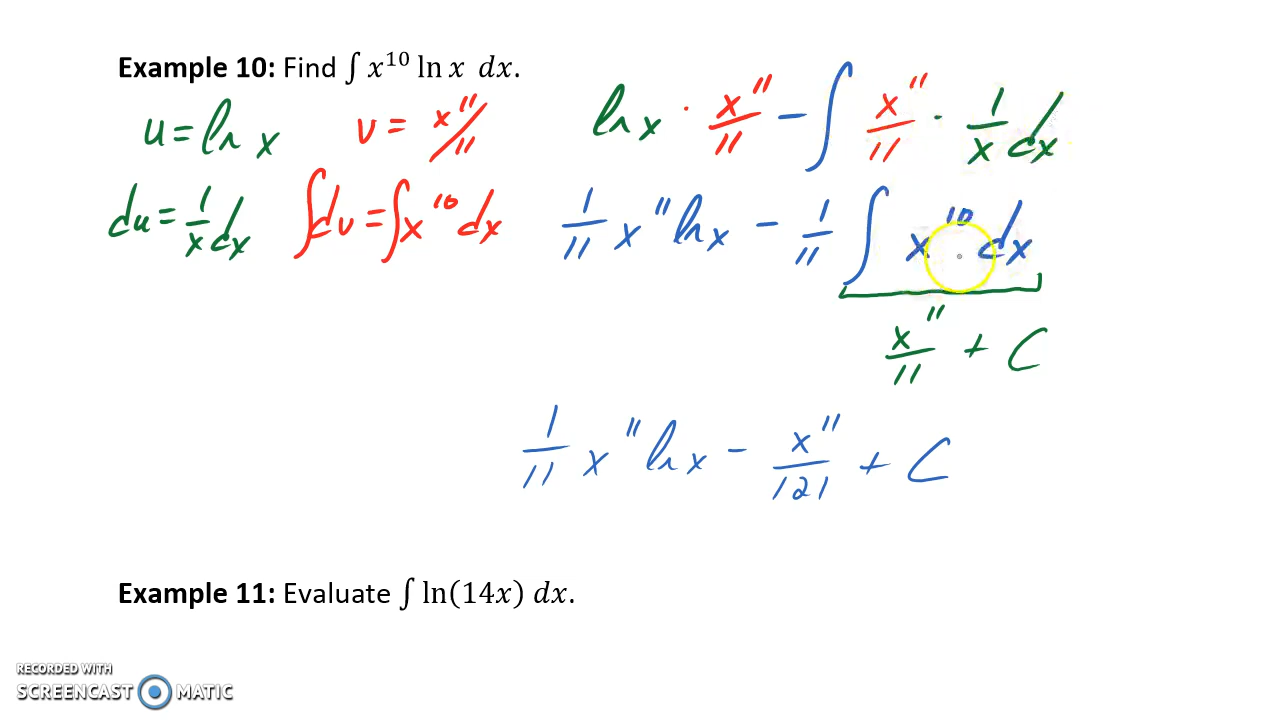 Example 10: Find ∫ x¹⁰ ln x dx.
u = ln x    v = x¹¹/11    ln x · x¹¹/11 − ∫ x¹¹/11 · 1/x dx
du = 1/x dx    ∫dv = ∫x¹⁰ dx    1/11 x¹¹ ln x − 1/11 ∫ x¹⁰ dx
x¹¹/11 + C
1/11 x¹¹ ln x − x¹¹/121 + C
Example 11: Evaluate ∫ ln(14x) dx.
RECORDED WITH
SCREENCAST MATIC